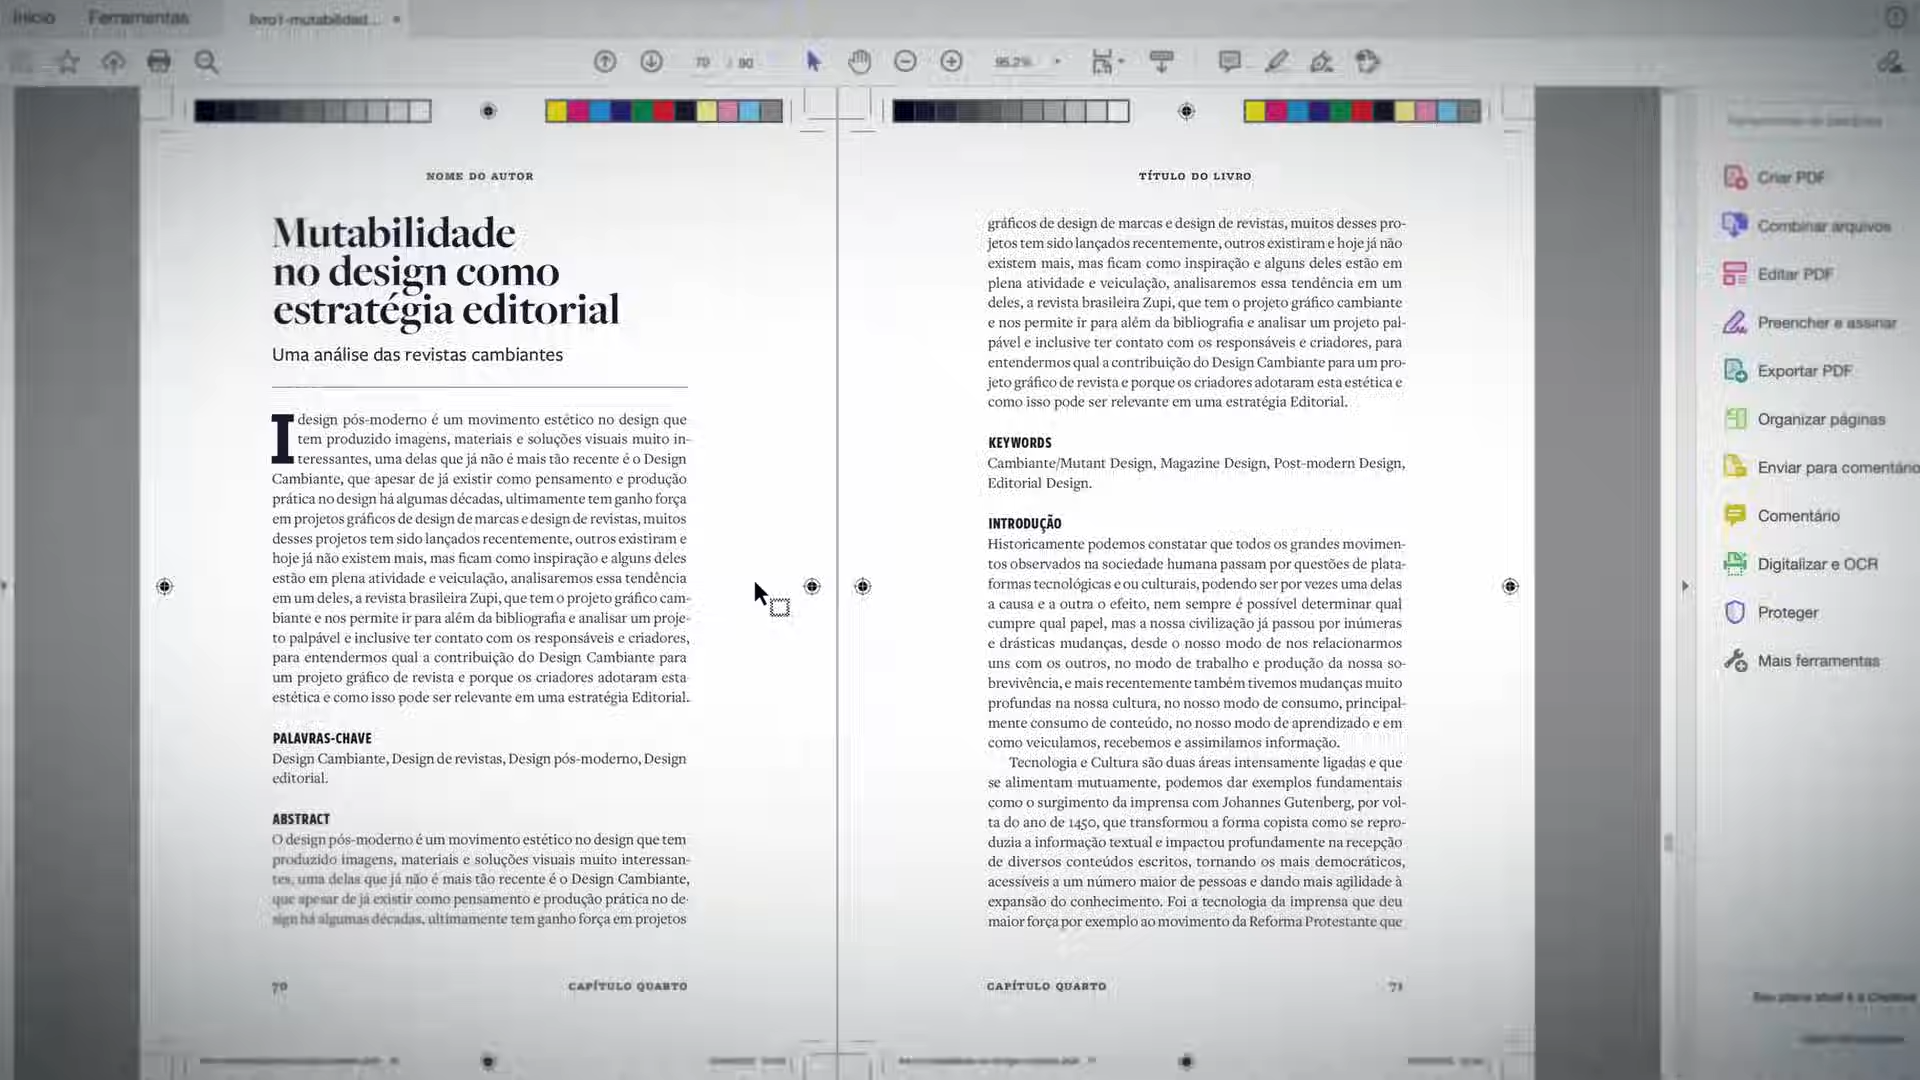 Início Ferramentas livro1-mutabilidad...
70 / 90 95,2%
NOME DO AUTOR
Mutabilidade
no design como
estratégia editorial
Uma análise das revistas cambiantes
I design pós-moderno é um movimento estético no design que
tem produzido imagens, materiais e soluções visuais muito in-
teressantes, uma delas que já não é mais tão recente é o Design
Cambiante, que apesar de já existir como pensamento e produção
prática no design há algumas décadas, ultimamente tem ganho força
em projetos gráficos de design de marcas e design de revistas, muitos
desses projetos tem sido lançados recentemente, outros existiram e
hoje já não existem mais, mas ficam como inspiração e alguns deles
estão em plena atividade e veiculação, analisaremos essa tendência
em um deles, a revista brasileira Zupi, que tem o projeto gráfico cam-
biante e nos permite ir para além da bibliografia e analisar um proje-
to palpável e inclusive ter contato com os responsáveis e criadores,
para entendermos qual a contribuição do Design Cambiante para
um projeto gráfico de revista e porque os criadores adotaram esta
estética e como isso pode ser relevante em uma estratégia Editorial.
PALAVRAS-CHAVE
Design Cambiante, Design de revistas, Design pós-moderno, Design
editorial.
ABSTRACT
O design pós-moderno é um movimento estético no design que tem
produzido imagens, materiais e soluções visuais muito interessan-
tes, uma delas que já não é mais tão recente é o Design Cambiante,
que apesar de já existir como pensamento e produção prática no de-
sign há algumas décadas, ultimamente tem ganho força em projetos
70 CAPÍTULO QUARTO
TÍTULO DO LIVRO
gráficos de design de marcas e design de revistas, muitos desses pro-
jetos tem sido lançados recentemente, outros existiram e hoje já não
existem mais, mas ficam como inspiração e alguns deles estão em
plena atividade e veiculação, analisaremos essa tendência em um
deles, a revista brasileira Zupi, que tem o projeto gráfico cambiante
e nos permite ir para além da bibliografia e analisar um projeto pal-
pável e inclusive ter contato com os responsáveis e criadores, para
entendermos qual a contribuição do Design Cambiante para um pro-
jeto gráfico de revista e porque os criadores adotaram esta estética e
como isso pode ser relevante em uma estratégia Editorial.
KEYWORDS
Cambiante/Mutant Design, Magazine Design, Post-modern Design,
Editorial Design.
INTRODUÇÃO
Historicamente podemos constatar que todos os grandes movimen-
tos observados na sociedade humana passam por questões de plata-
formas tecnológicas e ou culturais, podendo ser por vezes uma delas
a causa e a outra o efeito, nem sempre é possível determinar qual
cumpre qual papel, mas a nossa civilização já passou por inúmeras
e drásticas mudanças, desde o nosso modo de nos relacionarmos
uns com os outros, no modo de trabalho e produção da nossa so-
brevivência, e mais recentemente também tivemos mudanças muito
profundas na nossa cultura, no nosso modo de consumo, principal-
mente consumo de conteúdo, no nosso modo de aprendizado e em
como veiculamos, recebemos e assimilamos informação.
Tecnologia e Cultura são duas áreas intensamente ligadas e que
se alimentam mutuamente, podemos dar exemplos fundamentais
como o surgimento da imprensa com Johannes Gutenberg, por vol-
ta do ano de 1450, que transformou a forma copista como se repro-
duzia a informação textual e impactou profundamente na recepção
de diversos conteúdos escritos, tornando os mais democráticos,
acessíveis a um número maior de pessoas e dando mais agilidade à
expansão do conhecimento. Foi a tecnologia da imprensa que deu
maior força por exemplo ao movimento da Reforma Protestante que
CAPÍTULO QUARTO 71
Criar PDF
Combinar arquivos
Editar PDF
Preencher e assinar
Exportar PDF
Organizar páginas
Enviar para comentário
Comentário
Digitalizar e OCR
Proteger
Mais ferramentas